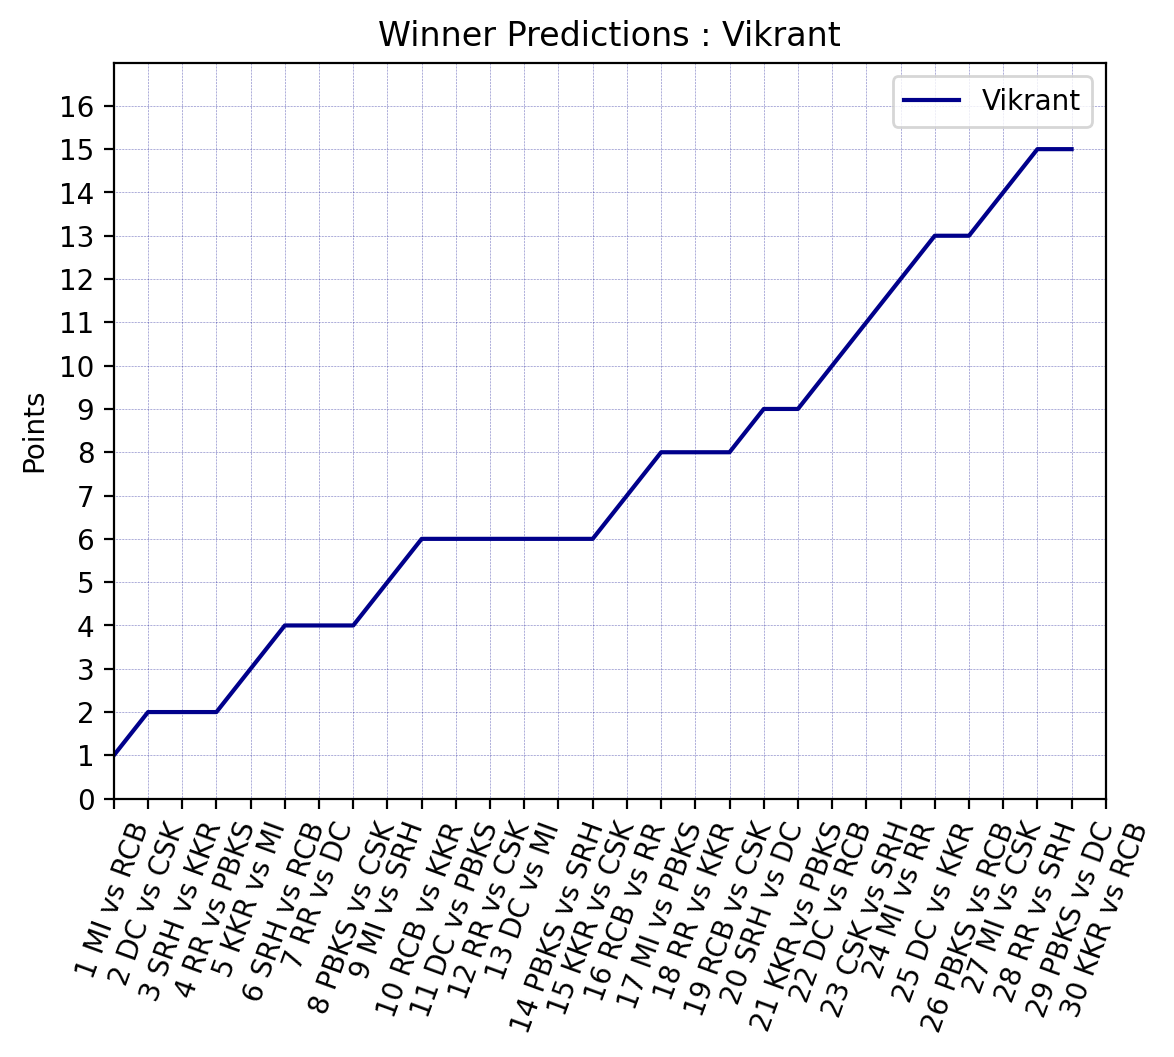 Winner Predictions : Vikrant
Vikrant
Points
16
15
14
13
12
11
10
9
8
7
6
5
4
3
2
1
0
1 MI vs RCB
2 DC vs CSK
3 SRH vs KKR
4 RR vs PBKS
5 KKR vs MI
6 SRH vs RCB
7 RR vs DC
8 PBKS vs CSK
9 MI vs SRH
10 RCB vs KKR
11 DC vs PBKS
12 RR vs CSK
13 DC vs MI
14 PBKS vs SRH
15 KKR vs CSK
16 RCB vs RR
17 MI vs PBKS
18 RR vs KKR
19 RCB vs CSK
20 SRH vs DC
21 KKR vs PBKS
22 DC vs RCB
23 CSK vs SRH
24 MI vs RR
25 DC vs KKR
26 PBKS vs RCB
27 MI vs CSK
28 RR vs SRH
29 PBKS vs DC
30 KKR vs RCB